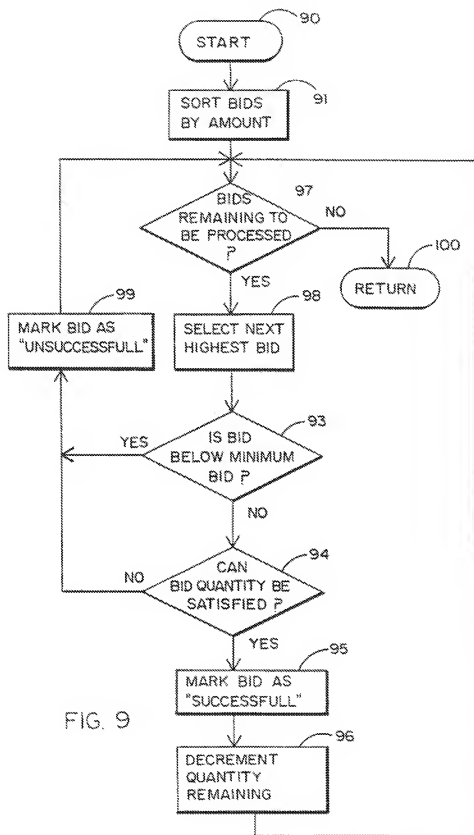 90
START
91
SORT BIDS
BY AMOUNT
97
BIDS
REMAINING TO
BE PROCESSED
?
NO
100
RETURN
YES
99
MARK BID AS
"UNSUCCESSFULL"
98
SELECT NEXT
HIGHEST BID
93
YES
IS BID
BELOW MINIMUM
BID ?
NO
94
NO
CAN
BID QUANTITY BE
SATISFIED ?
YES
95
MARK BID AS
"SUCCESSFULL"
FIG. 9
96
DECREMENT
QUANTITY
REMAINING